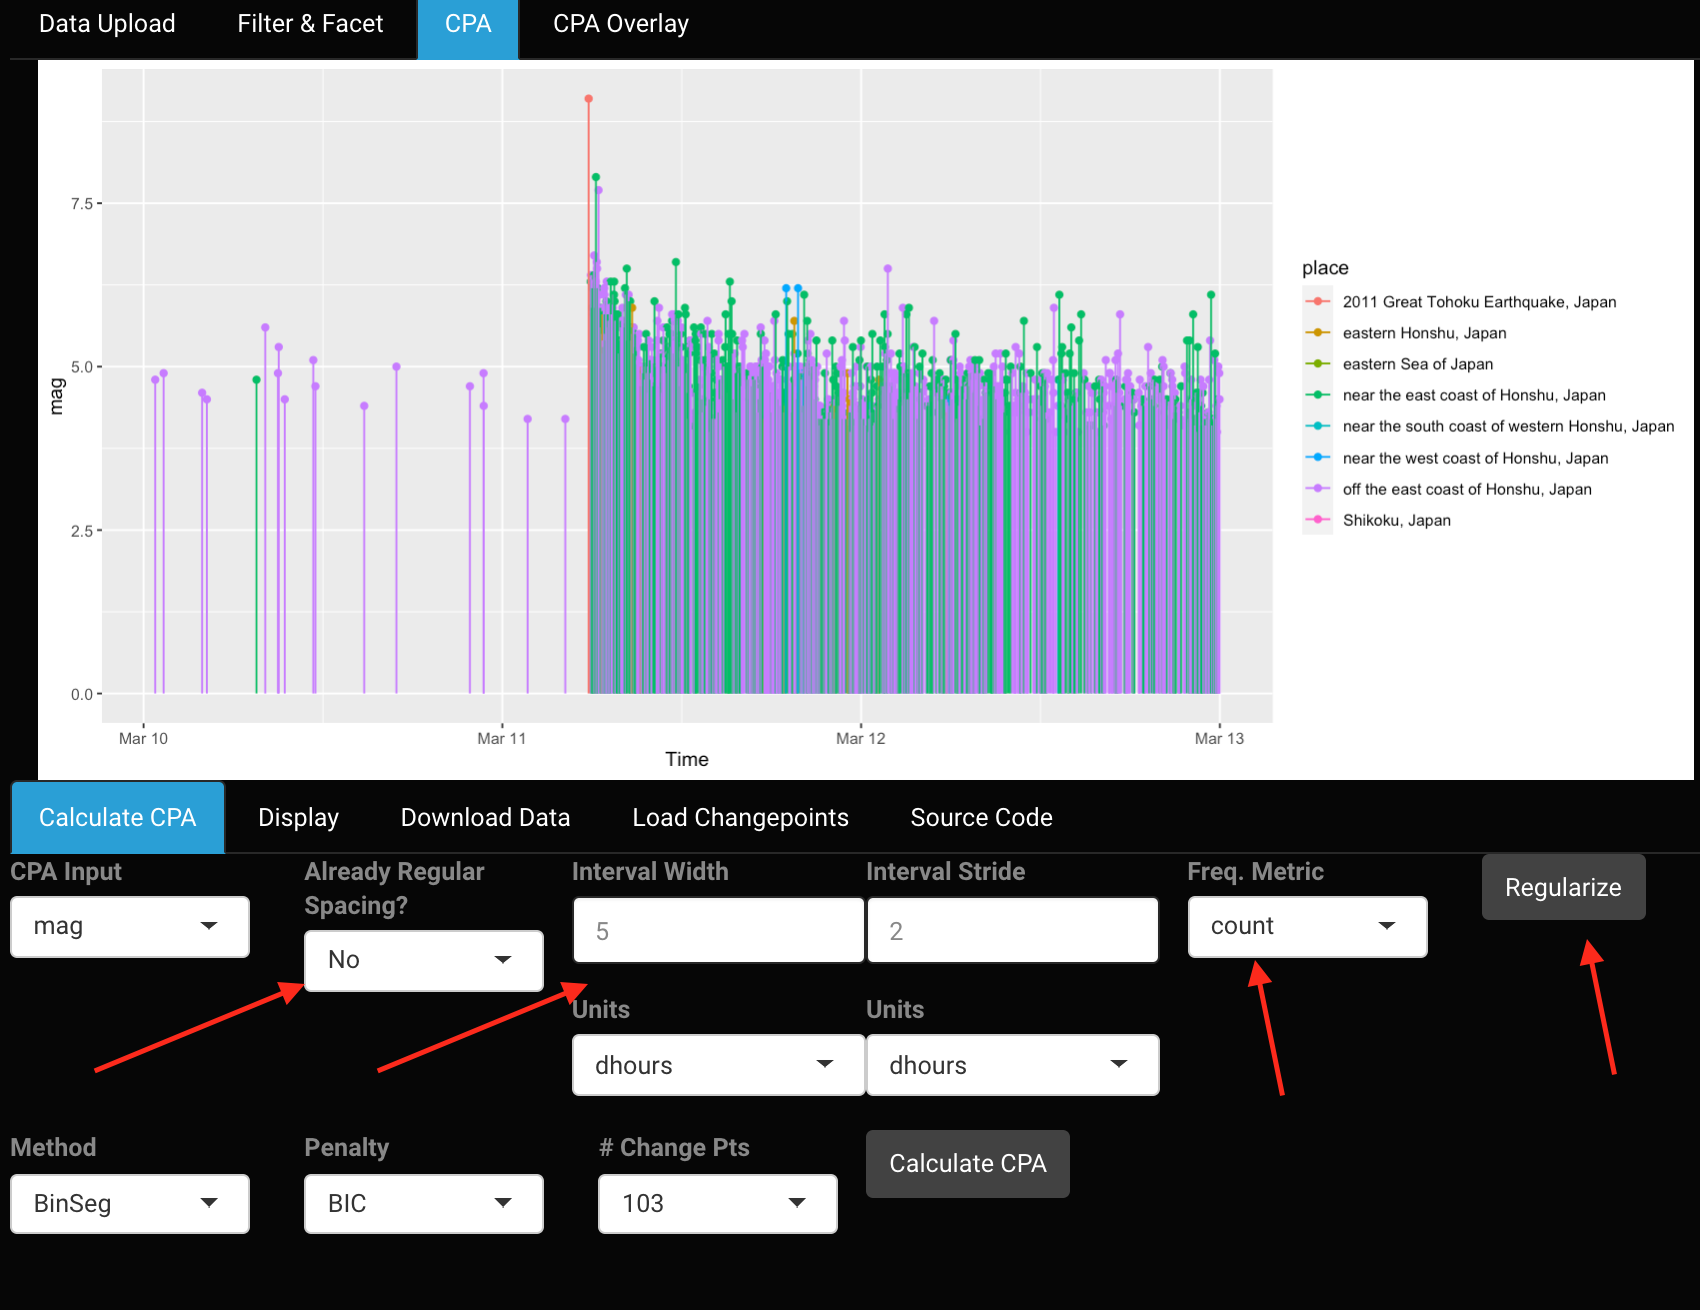 Data Upload
Filter & Facet
CPA
CPA Overlay
7.5
5.0
2.5
0.0
mag
Mar 10
Mar 11
Mar 12
Mar 13
Time
place
2011 Great Tohoku Earthquake, Japan
eastern Honshu, Japan
eastern Sea of Japan
near the east coast of Honshu, Japan
near the south coast of western Honshu, Japan
near the west coast of Honshu, Japan
off the east coast of Honshu, Japan
Shikoku, Japan
Calculate CPA
Display
Download Data
Load Changepoints
Source Code
CPA Input
mag
Already Regular
Spacing?
No
Interval Width
5
Units
dhours
Interval Stride
2
Units
dhours
Freq. Metric
count
Regularize
Method
BinSeg
Penalty
BIC
# Change Pts
103
Calculate CPA